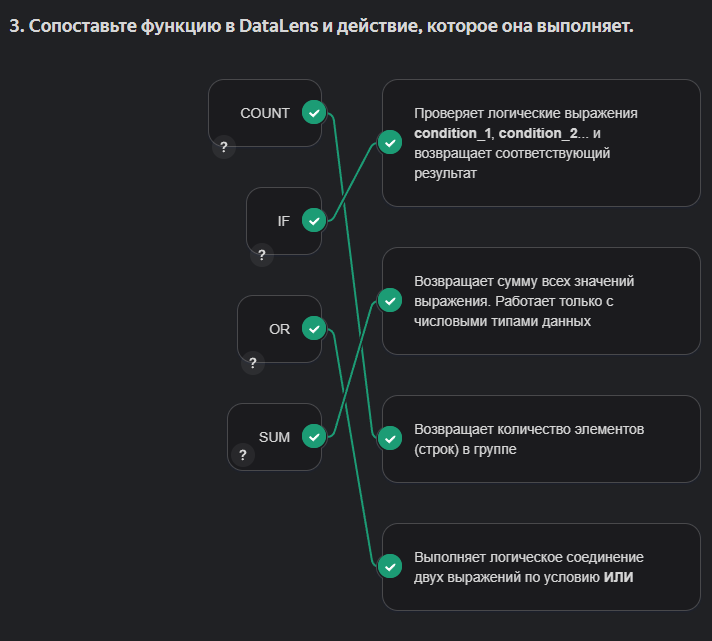 3. Сопоставьте функцию в DataLens и действие, которое она выполняет.
COUNT
?
IF
?
OR
?
SUM
?
Проверяет логические выражения
condition_1, condition_2... и
возвращает соответствующий
результат
Возвращает сумму всех значений
выражения. Работает только с
числовыми типами данных
Возвращает количество элементов
(строк) в группе
Выполняет логическое соединение
двух выражений по условию ИЛИ